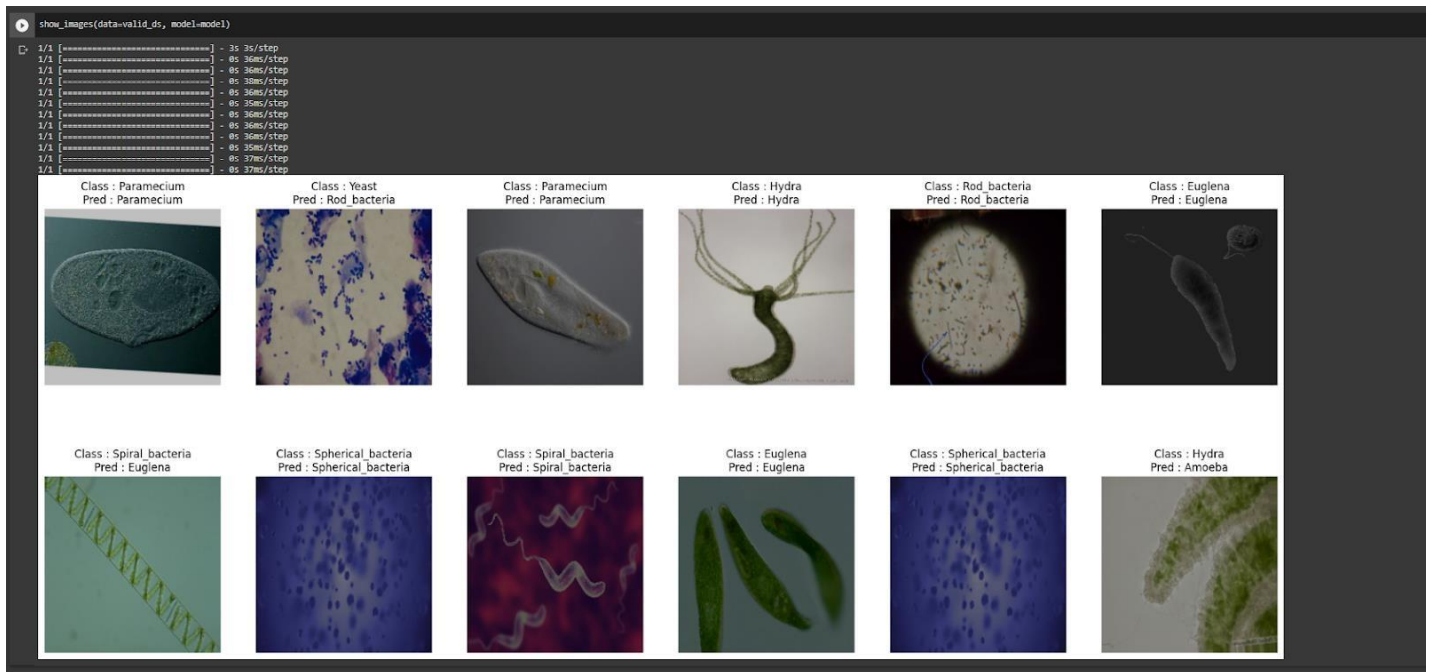 show_images(data=valid_ds, model=model)
1/1 [==============================] - 3s 3s/step
1/1 [==============================] - 0s 36ms/step
1/1 [==============================] - 0s 36ms/step
1/1 [==============================] - 0s 38ms/step
1/1 [==============================] - 0s 36ms/step
1/1 [==============================] - 0s 35ms/step
1/1 [==============================] - 0s 36ms/step
1/1 [==============================] - 0s 36ms/step
1/1 [==============================] - 0s 36ms/step
1/1 [==============================] - 0s 35ms/step
1/1 [==============================] - 0s 37ms/step
1/1 [==============================] - 0s 37ms/step
Class : Paramecium
Pred : Paramecium
Class : Yeast
Pred : Rod_bacteria
Class : Paramecium
Pred : Paramecium
Class : Hydra
Pred : Hydra
Class : Rod_bacteria
Pred : Rod_bacteria
Class : Euglena
Pred : Euglena
Class : Spiral_bacteria
Pred : Euglena
Class : Spherical_bacteria
Pred : Spherical_bacteria
Class : Spiral_bacteria
Pred : Spiral_bacteria
Class : Euglena
Pred : Euglena
Class : Spherical_bacteria
Pred : Spherical_bacteria
Class : Hydra
Pred : Amoeba